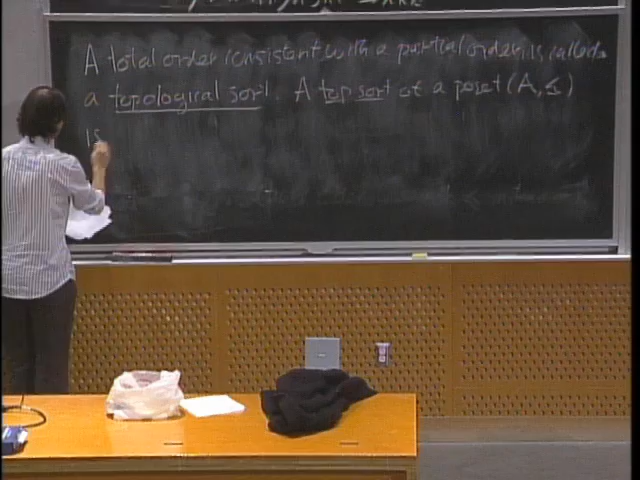 A total order consistent with a partial order is called
a topological sort. A top sort of a poset (A, ≤)
is